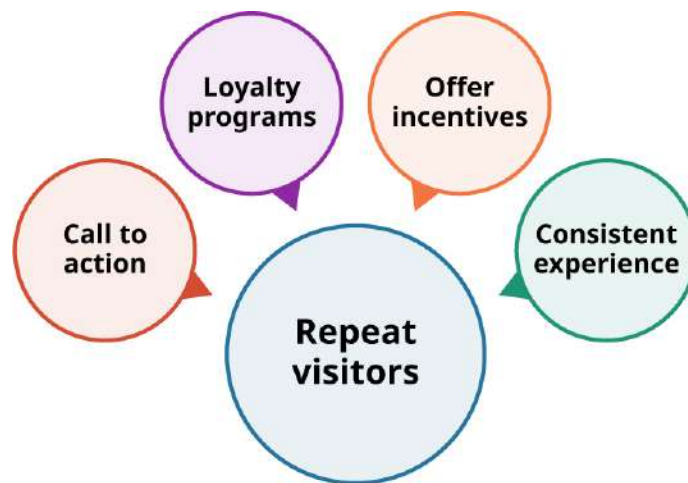 Loyalty
programs
Offer
incentives
Call to
action
Consistent
experience
Repeat
visitors